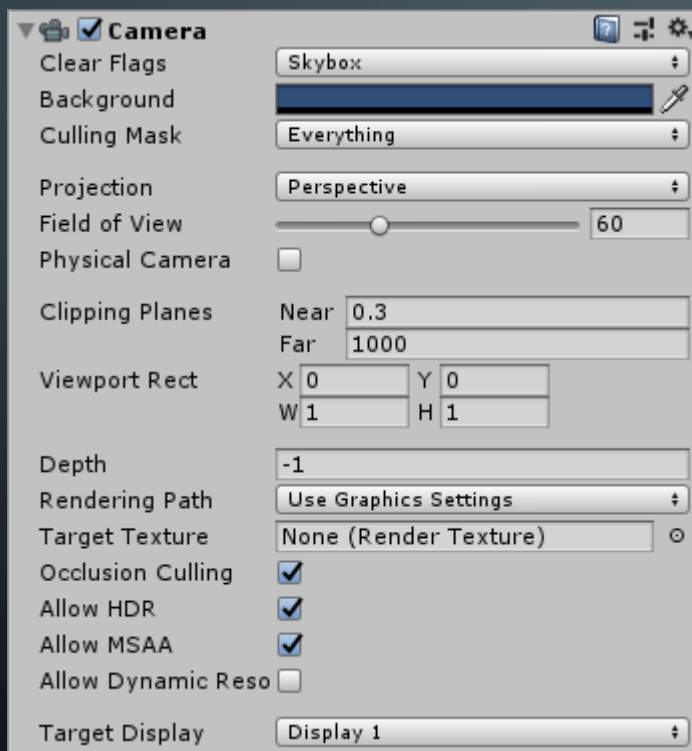 Camera
Clear Flags Skybox
Background
Culling Mask Everything
Projection Perspective
Field of View 60
Physical Camera
Clipping Planes Near 0.3
Far 1000
Viewport Rect X 0 Y 0
W 1 H 1
Depth -1
Rendering Path Use Graphics Settings
Target Texture None (Render Texture)
Occlusion Culling
Allow HDR
Allow MSAA
Allow Dynamic Reso
Target Display Display 1